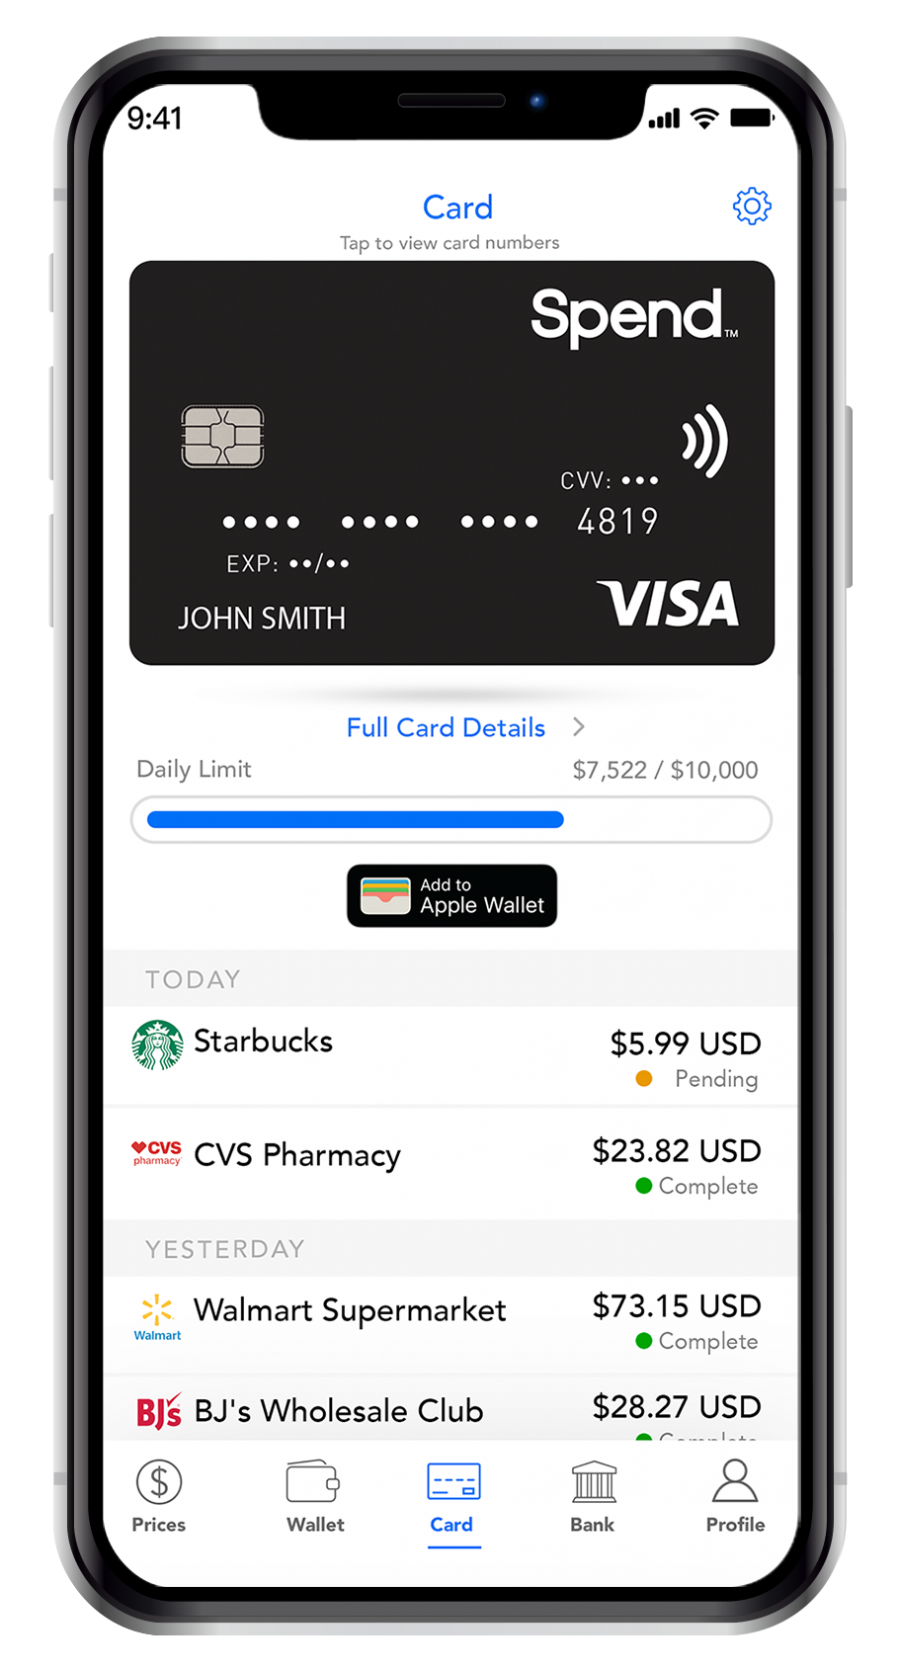 9:41
Card
Tap to view card numbers
Spend™
CVV: •••
•••• •••• •••• 4819
EXP: ••/••
JOHN SMITH
VISA
Full Card Details >
Daily Limit $7,522 / $10,000
Add to
Apple Wallet
TODAY
Starbucks $5.99 USD
Pending
CVS
pharmacy
CVS Pharmacy $23.82 USD
Complete
YESTERDAY
Walmart Supermarket $73.15 USD
Walmart
Complete
BJ's BJ's Wholesale Club $28.27 USD
Complete
Prices Wallet Card Bank Profile